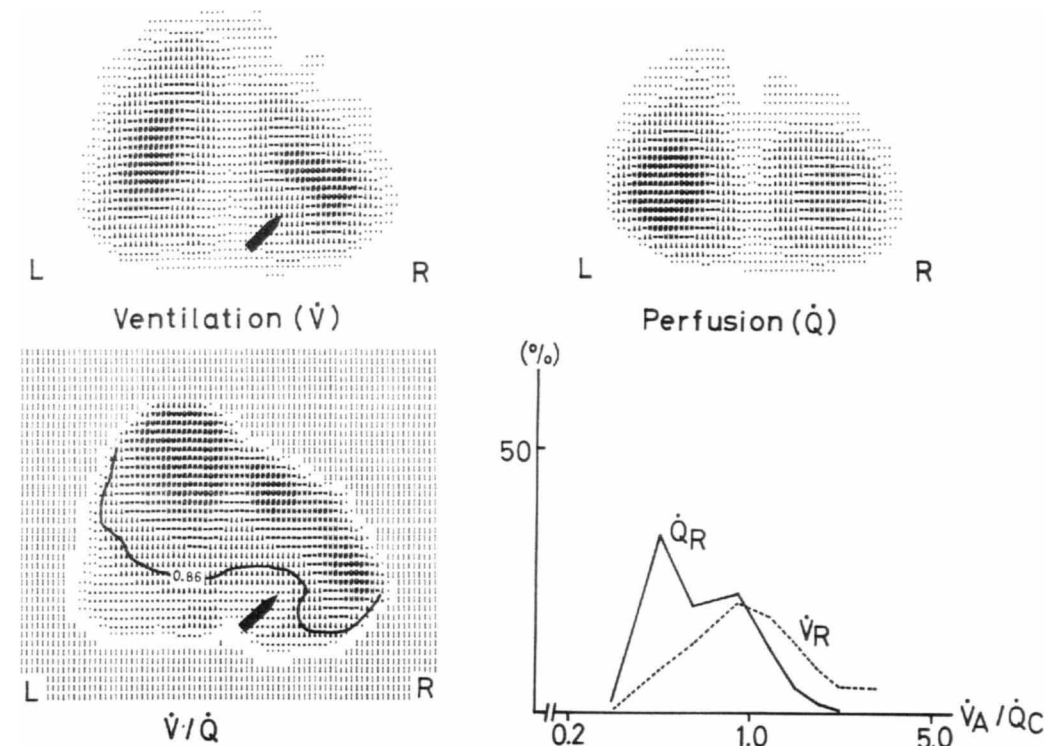 L R
Ventilation (V̇)
L R
Perfusion (Q̇)
0.86
L R
V̇/Q̇
(%)
50
Q̇R
V̇R
0.2 1.0 5.0
V̇A/Q̇C